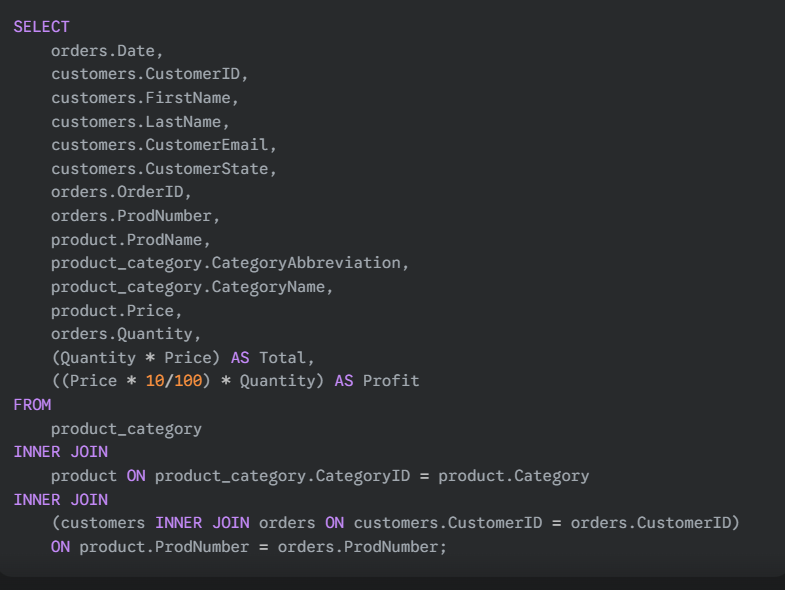 SELECT
    orders.Date,
    customers.CustomerID,
    customers.FirstName,
    customers.LastName,
    customers.CustomerEmail,
    customers.CustomerState,
    orders.OrderID,
    orders.ProdNumber,
    product.ProdName,
    product_category.CategoryAbbreviation,
    product_category.CategoryName,
    product.Price,
    orders.Quantity,
    (Quantity * Price) AS Total,
    ((Price * 10/100) * Quantity) AS Profit
FROM
    product_category
INNER JOIN
    product ON product_category.CategoryID = product.Category
INNER JOIN
    (customers INNER JOIN orders ON customers.CustomerID = orders.CustomerID)
    ON product.ProdNumber = orders.ProdNumber;